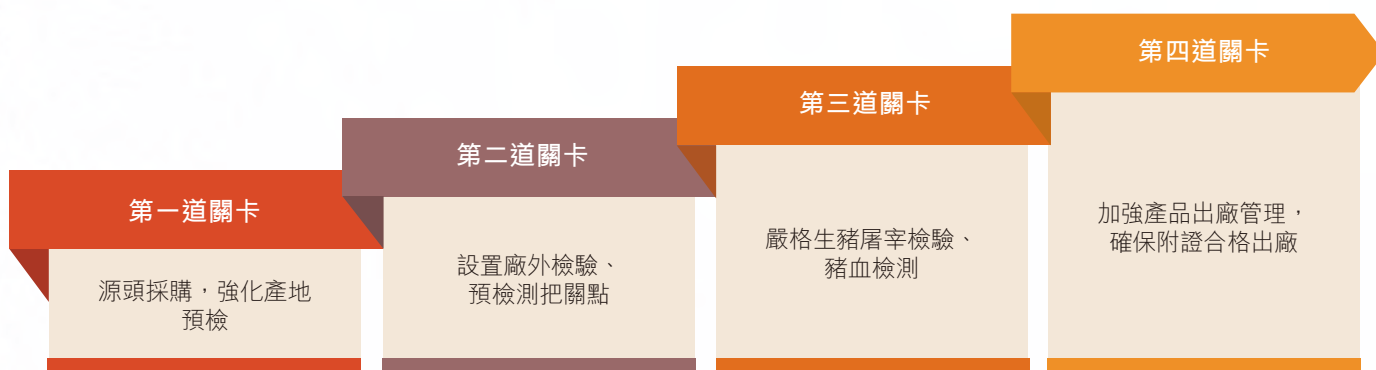 第一道關卡
源頭採購，強化產地
預檢
第二道關卡
設置廠外檢驗、
預檢測把關點
第三道關卡
嚴格生豬屠宰檢驗、
豬血檢測
第四道關卡
加強產品出廠管理，
確保附證合格出廠